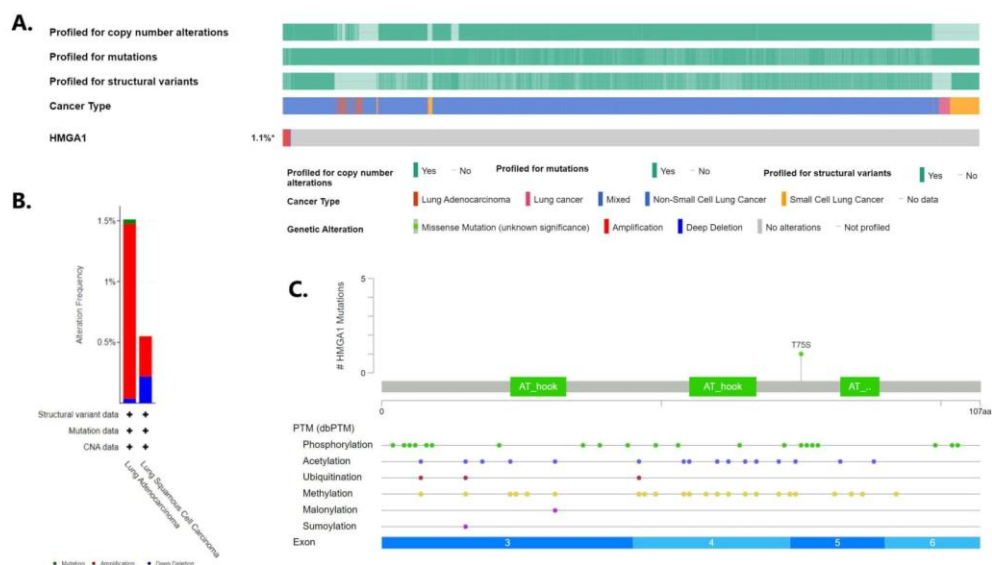 A.
Profiled for copy number alterations
Profiled for mutations
Profiled for structural variants
Cancer Type
HMGA1 1.1%*
Profiled for copy number alterations Yes No Profiled for mutations Yes No Profiled for structural variants Yes No
Cancer Type Lung Adenocarcinoma Lung cancer Mixed Non-Small Cell Lung Cancer Small Cell Lung Cancer No data
Genetic Alteration Missense Mutation (unknown significance) Amplification Deep Deletion No alterations Not profiled
B.
1.5%
1%
0.5%
Alteration Frequency
Structural variant data + +
Mutation data + +
CNA data + +
Lung Adenocarcinoma
Lung Squamous Cell Carcinoma
Mutation Amplification Deep Deletion
C.
# HMGA1 Mutations
5
0
T75S
AT_hook AT_hook AT_..
0 107aa
PTM (dbPTM)
Phosphorylation
Acetylation
Ubiquitination
Methylation
Malonylation
Sumoylation
Exon 3 4 5 6